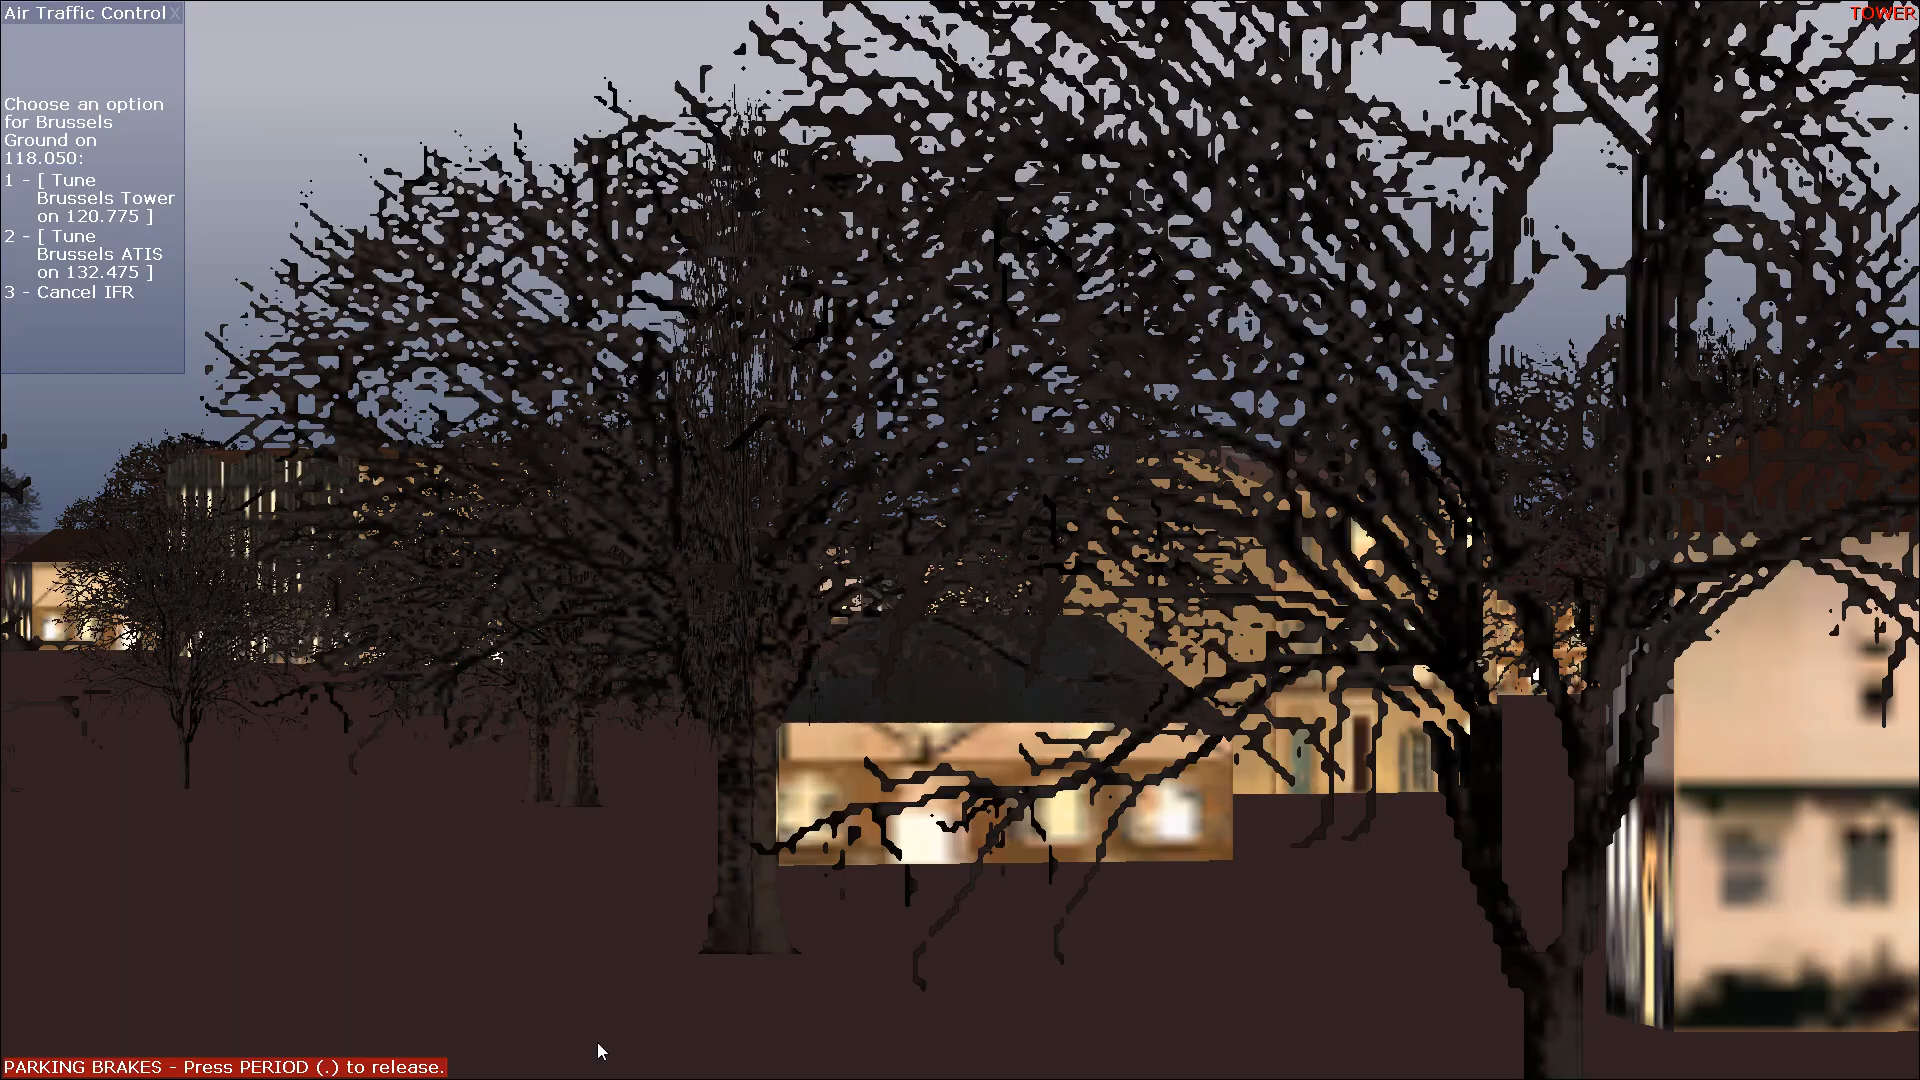 Air Traffic Control X
TOWER
Choose an option
for Brussels
Ground on
118.050:
1 - [ Tune
Brussels Tower
on 120.775 ]
2 - [ Tune
Brussels ATIS
on 132.475 ]
3 - Cancel IFR
PARKING BRAKES - Press PERIOD (.) to release.